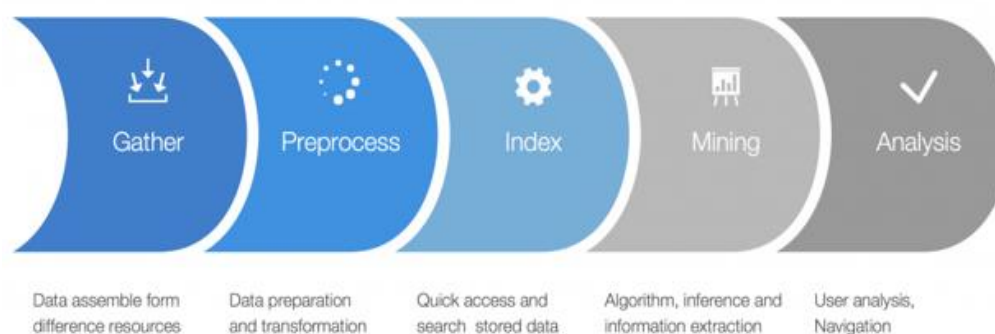 Gather
Preprocess
Index
Mining
Analysis
Data assemble form
difference resources
Data preparation
and transformation
Quick access and
search stored data
Algorithm, inference and
information extraction
User analysis,
Navigation